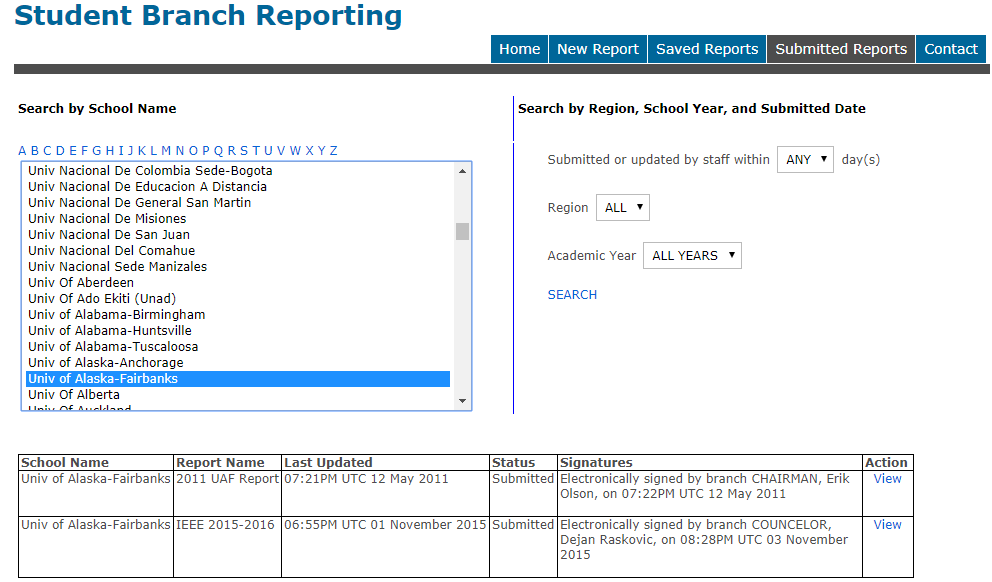 Student Branch Reporting
Home New Report Saved Reports Submitted Reports Contact
Search by School Name
A B C D E F G H I J K L M N O P Q R S T U V W X Y Z
Univ Nacional De Colombia Sede-Bogota
Univ Nacional De Educacion A Distancia
Univ Nacional De General San Martin
Univ Nacional De Misiones
Univ Nacional De San Juan
Univ Nacional Del Comahue
Univ Nacional Sede Manizales
Univ Of Aberdeen
Univ Of Ado Ekiti (Unad)
Univ of Alabama-Birmingham
Univ of Alabama-Huntsville
Univ of Alabama-Tuscaloosa
Univ of Alaska-Anchorage
Univ of Alaska-Fairbanks
Univ Of Alberta
Univ Of Auckland
Search by Region, School Year, and Submitted Date
Submitted or updated by staff within ANY day(s)
Region ALL
Academic Year ALL YEARS
SEARCH
School Name Report Name Last Updated Status Signatures Action
Univ of Alaska-Fairbanks 2011 UAF Report 07:21PM UTC 12 May 2011 Submitted Electronically signed by branch CHAIRMAN, Erik View
Olson, on 07:22PM UTC 12 May 2011
Univ of Alaska-Fairbanks IEEE 2015-2016 06:55PM UTC 01 November 2015 Submitted Electronically signed by branch COUNCELOR, View
Dejan Raskovic, on 08:28PM UTC 03 November
2015